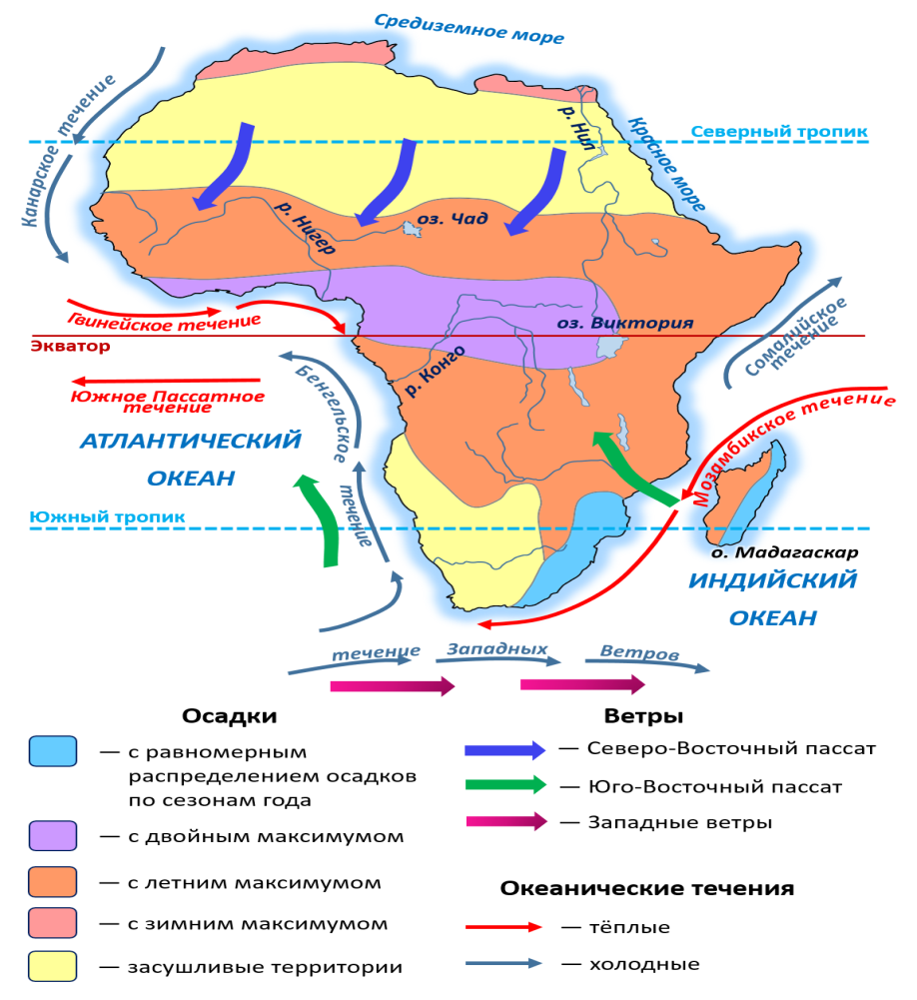 Средиземное море
Канарское течение
р. Нил
Красное море
Северный тропик
р. Нигер
оз. Чад
Гвинейское течение
оз. Виктория
Экватор
р. Конго
Сомалийское
течение
Южное Пассатное
течение
Бенгельское
течение
Мозамбикское течение
АТЛАНТИЧЕСКИЙ
ОКЕАН
Южный тропик
о. Мадагаскар
ИНДИЙСКИЙ
ОКЕАН
течение Западных Ветров
Осадки
— с равномерным
распределением осадков
по сезонам года
— с двойным максимумом
— с летним максимумом
— с зимним максимумом
— засушливые территории
Ветры
— Северо-Восточный пассат
— Юго-Восточный пассат
— Западные ветры
Океанические течения
— тёплые
— холодные